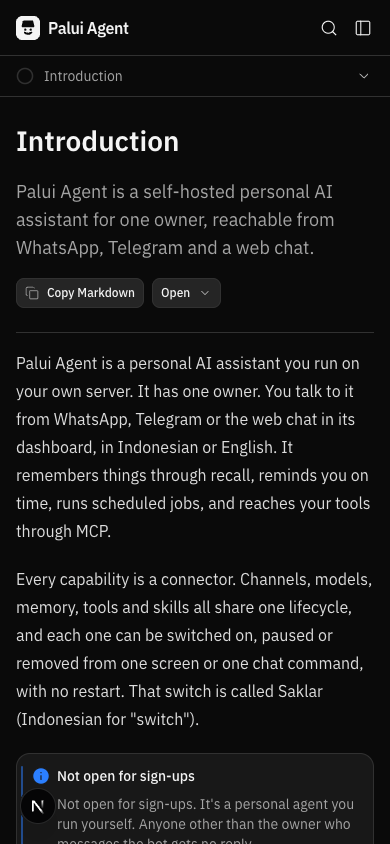 Palui Agent
Introduction
Introduction
Palui Agent is a self-hosted personal AI
assistant for one owner, reachable from
WhatsApp, Telegram and a web chat.
Copy Markdown
Open
Palui Agent is a personal AI assistant you run on
your own server. It has one owner. You talk to it
from WhatsApp, Telegram or the web chat in its
dashboard, in Indonesian or English. It
remembers things through recall, reminds you on
time, runs scheduled jobs, and reaches your tools
through MCP.
Every capability is a connector. Channels, models,
memory, tools and skills all share one lifecycle,
and each one can be switched on, paused or
removed from one screen or one chat command,
with no restart. That switch is called Saklar
(Indonesian for "switch").
Not open for sign-ups
N
Not open for sign-ups. It's a personal agent you
run yourself. Anyone other than the owner who
messages the bot gets no reply